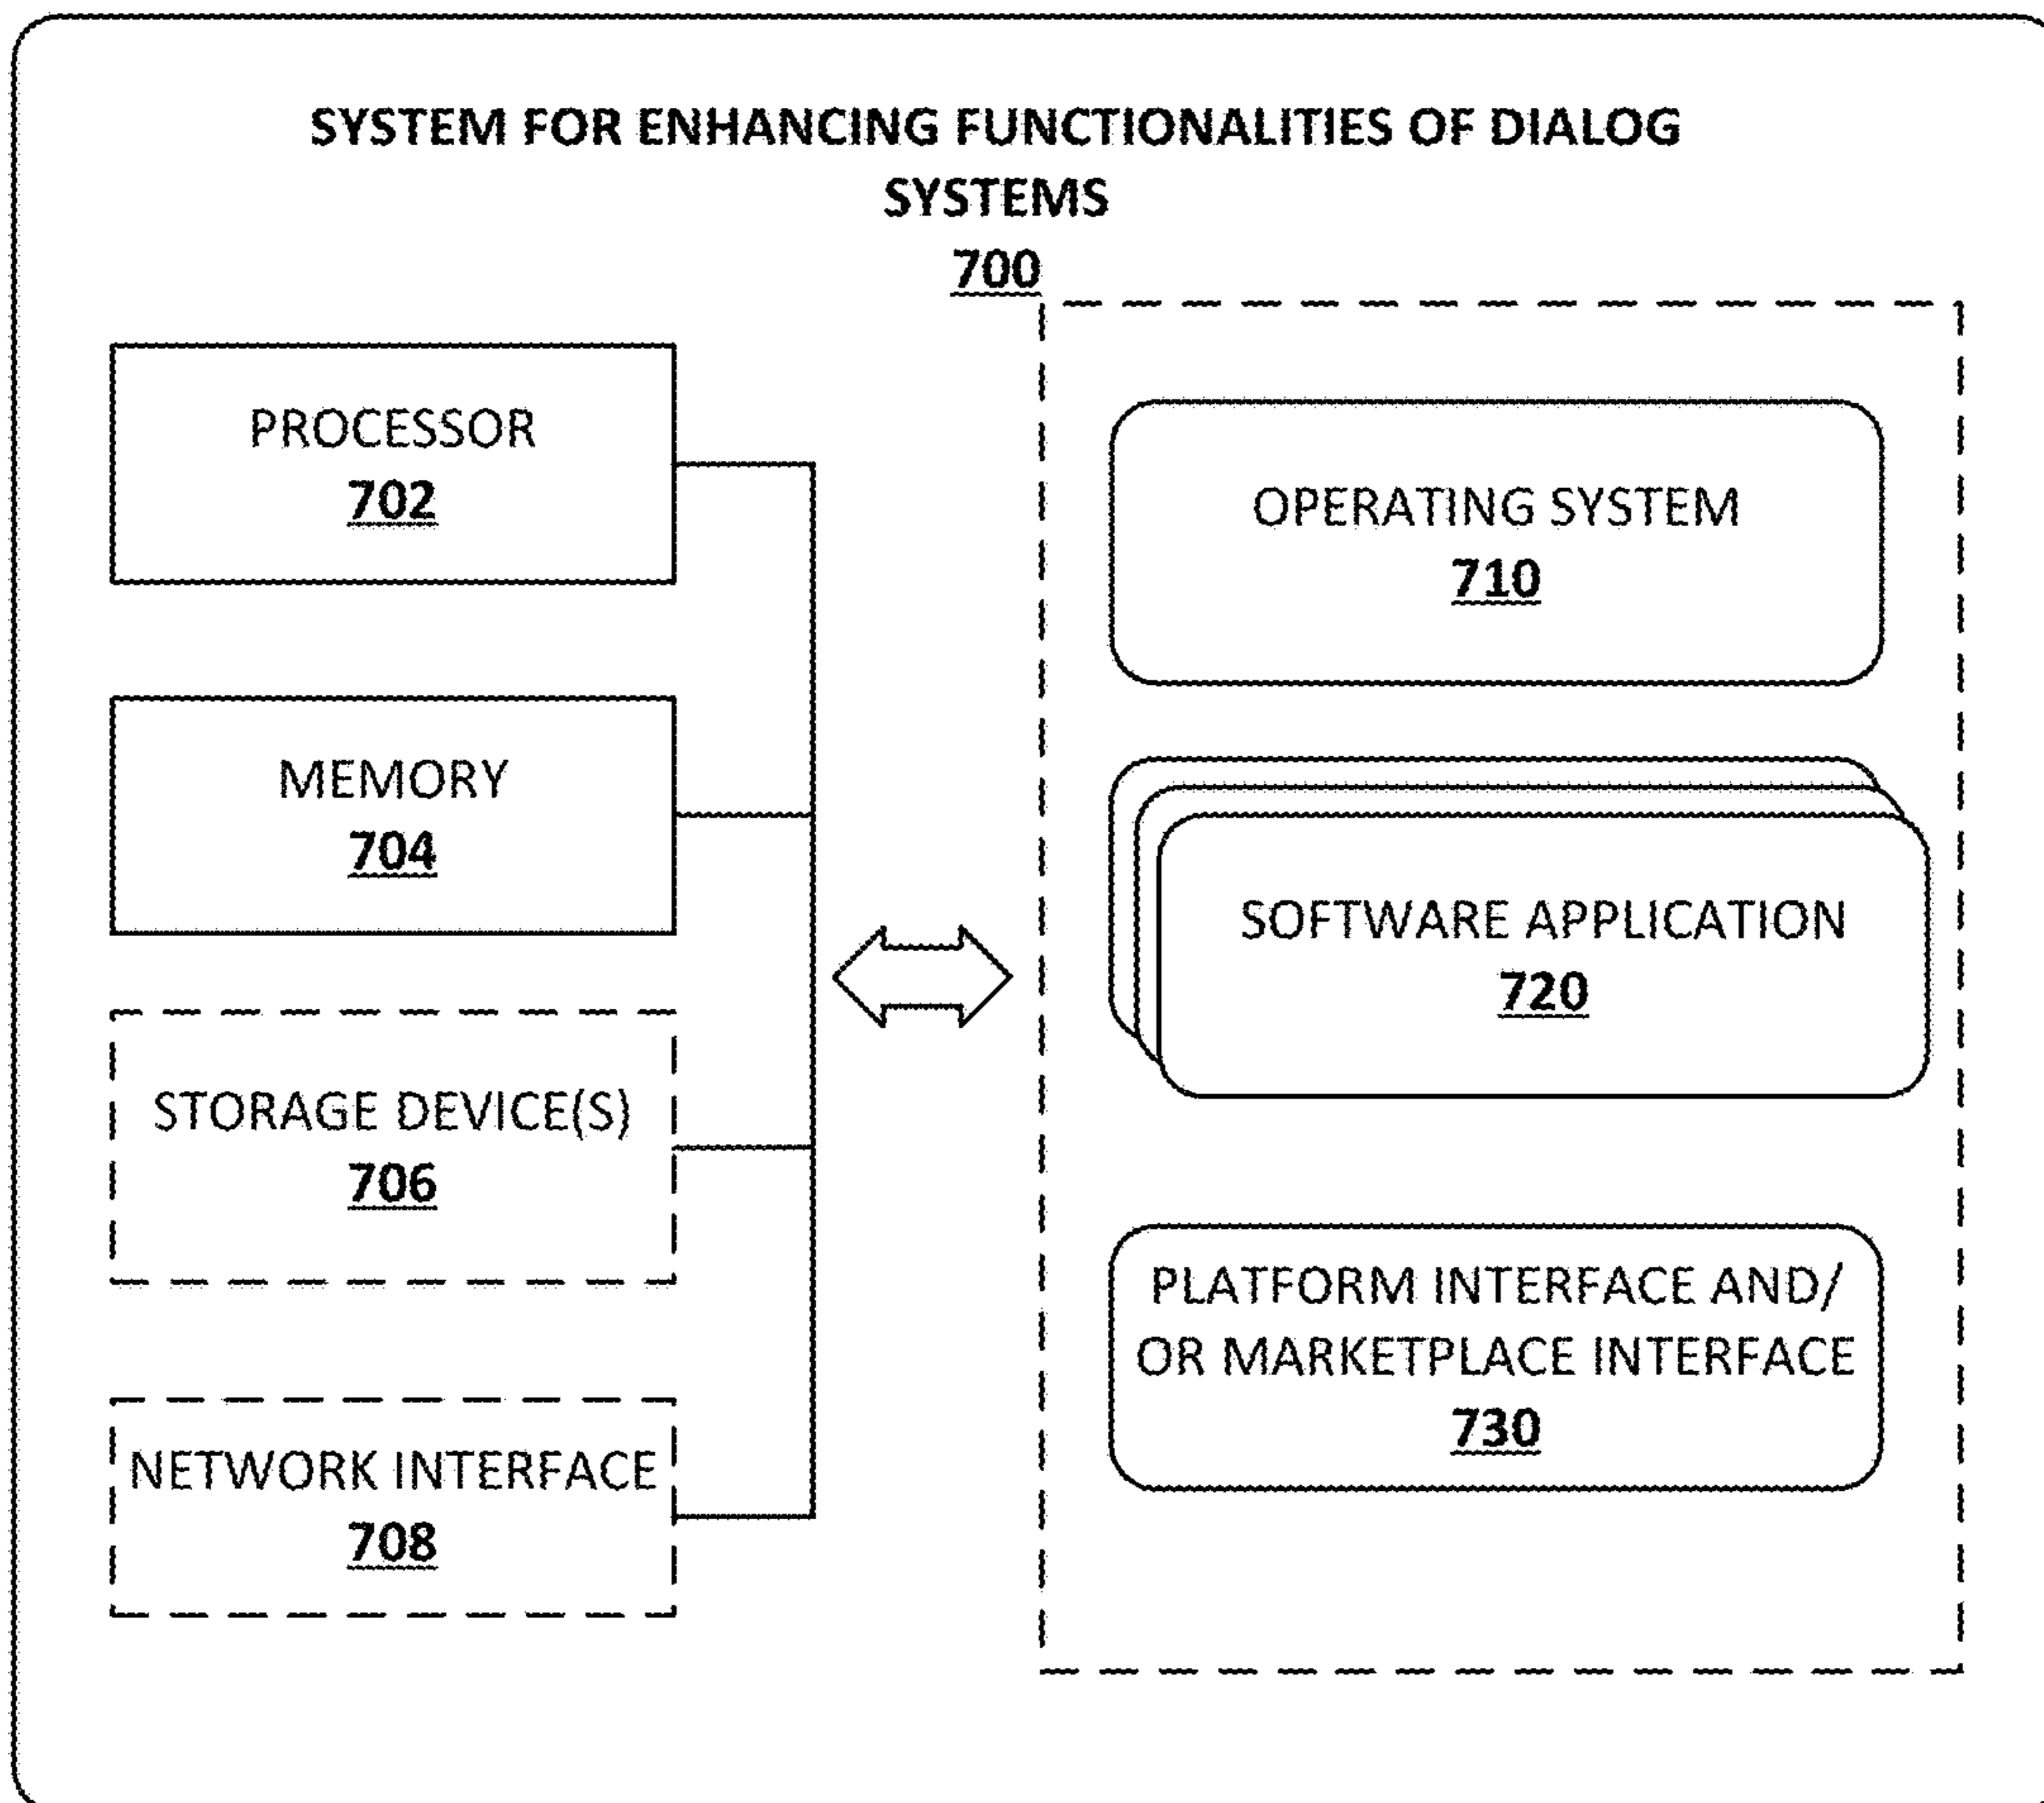 SYSTEM FOR ENHANCING FUNCTIONALITIES OF DIALOG
SYSTEMS
700
PROCESSOR
702
MEMORY
704
STORAGE DEVICE(S)
706
NETWORK INTERFACE
708
OPERATING SYSTEM
710
SOFTWARE APPLICATION
720
PLATFORM INTERFACE AND/
OR MARKETPLACE INTERFACE
730